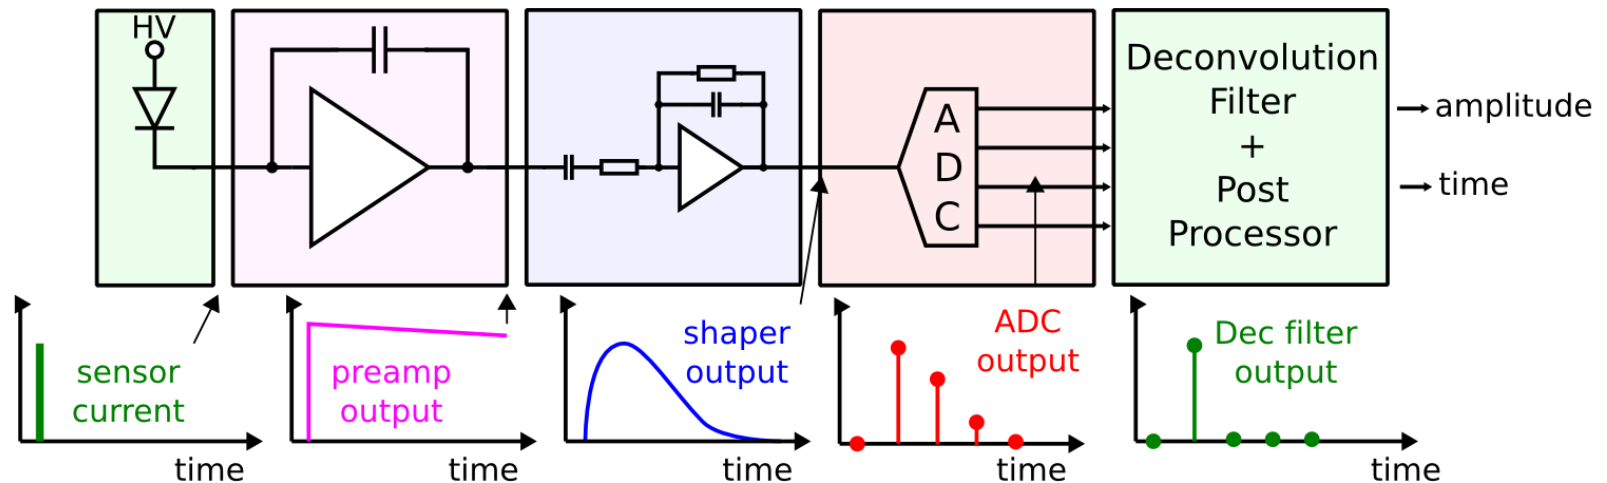 HV
A
D
C
Deconvolution
Filter
+
Post
Processor
amplitude
time
sensor
current
time
preamp
output
time
shaper
output
time
ADC
output
time
Dec filter
output
time